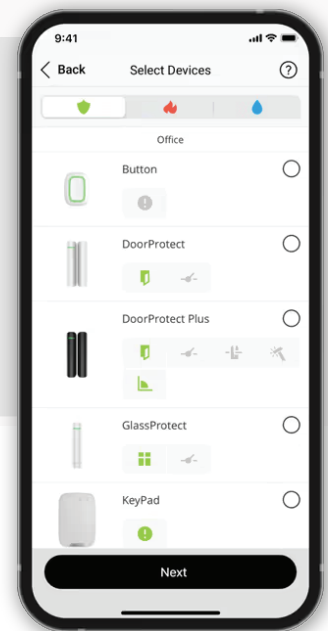 9:41
Back Select Devices ?
Office
Button
DoorProtect
DoorProtect Plus
GlassProtect
KeyPad
Next